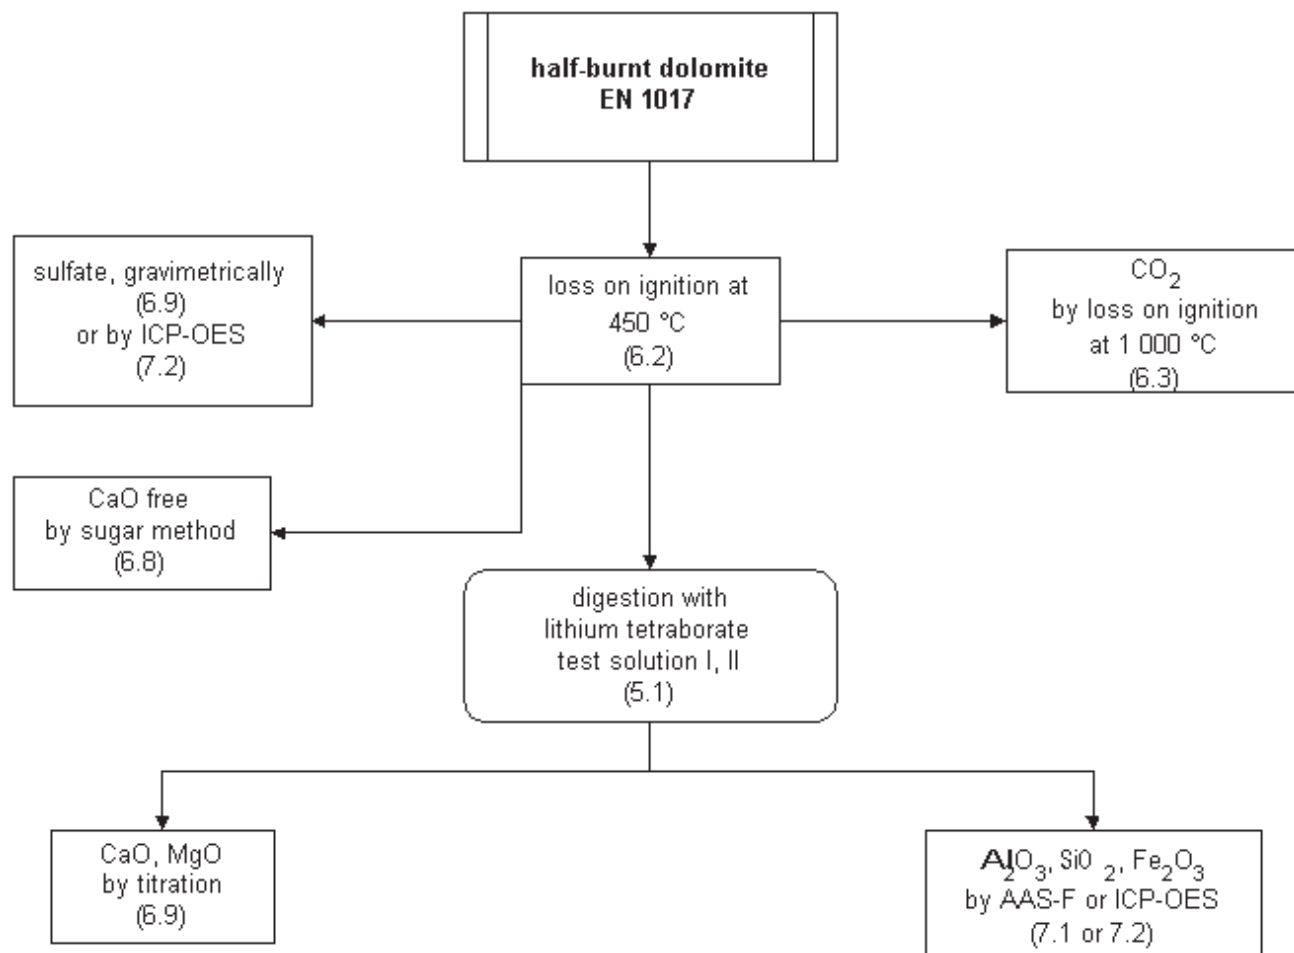 half-burnt dolomite
EN 1017
sulfate, gravimetrically
(6.9)
or by ICP-OES
(7.2)
loss on ignition at
450 °C
(6.2)
CO2
by loss on ignition
at 1 000 °C
(6.3)
CaO free
by sugar method
(6.8)
digestion with
lithium tetraborate
test solution I, II
(5.1)
CaO, MgO
by titration
(6.9)
Al2O3, SiO 2, Fe2O3
by AAS-F or ICP-OES
(7.1 or 7.2)